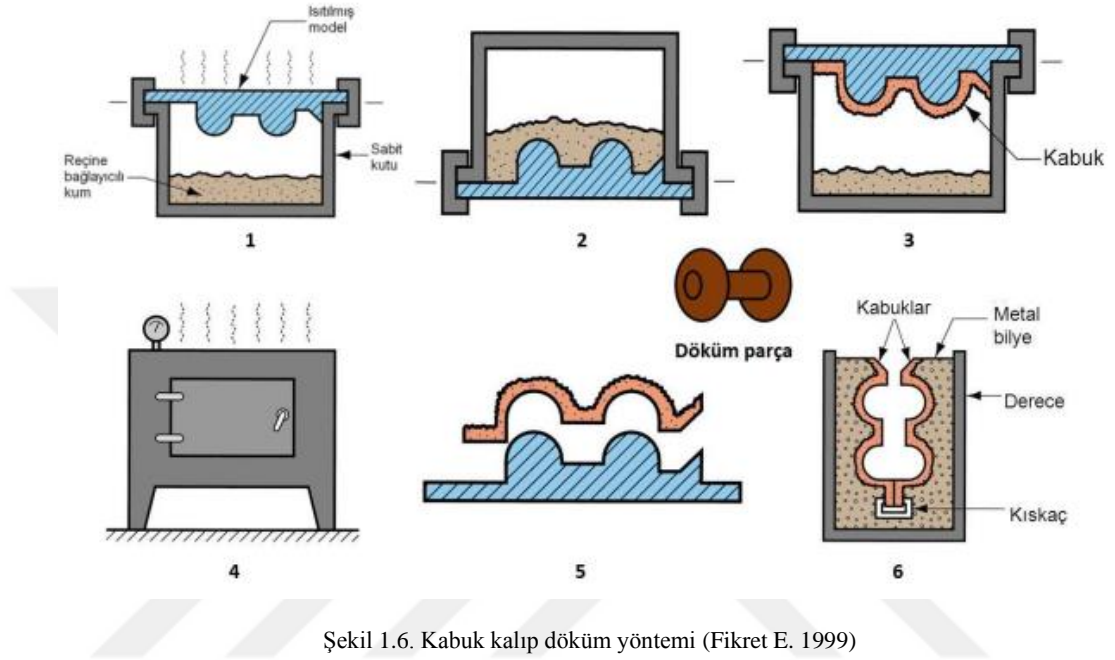 Isıtılmış
model
Reçine
bağlayıcılı
kum
Sabit
kutu
1
2
Kabuk
3
4
Döküm parça
5
Kabuklar
Metal
bilye
Derece
Kıskaç
6
Şekil 1.6. Kabuk kalıp döküm yöntemi (Fikret E. 1999)